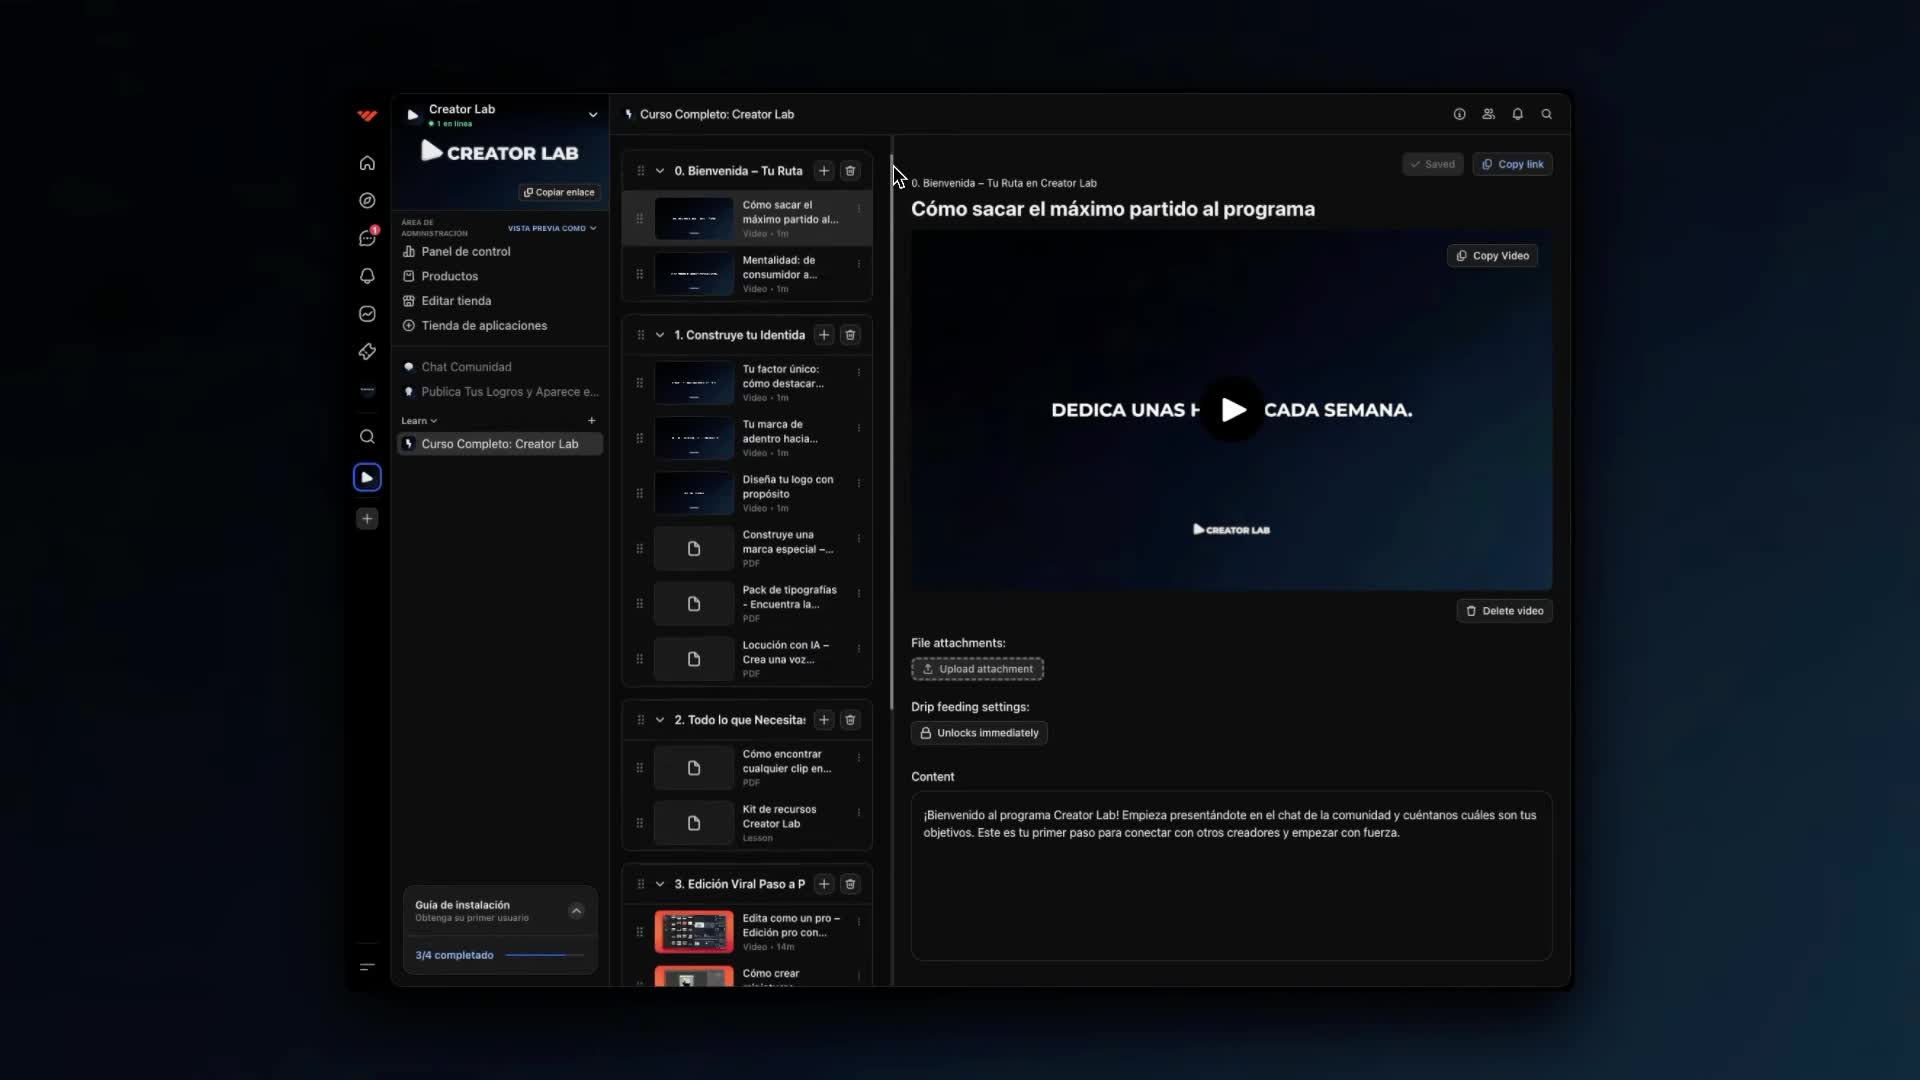 Creator Lab
1 en línea
CREATOR LAB
Copiar enlace
ÁREA DE
ADMINISTRACIÓN
VISTA PREVIA COMO
Panel de control
Productos
Editar tienda
Tienda de aplicaciones
Chat Comunidad
Publica Tus Logros y Aparece e...
Learn
Curso Completo: Creator Lab
Guía de instalación
Obtenga su primer usuario
3/4 completado
1
Curso Completo: Creator Lab
0. Bienvenida – Tu Ruta
Cómo sacar el
máximo partido al...
Video • 1m
Mentalidad: de
consumidor a...
Video • 1m
1. Construye tu Identida
Tu factor único:
cómo destacar...
Video • 1m
Tu marca de
adentro hacia...
Video • 1m
Diseña tu logo con
propósito
Video • 1m
Construye una
marca especial –...
PDF
Pack de tipografías
- Encuentra la...
PDF
Locución con IA –
Crea una voz...
PDF
2. Todo lo que Necesitas
Cómo encontrar
cualquier clip en...
PDF
Kit de recursos
Creator Lab
Lesson
3. Edición Viral Paso a P
Edita como un pro –
Edición pro con...
Video • 14m
Cómo crear
Saved
Copy link
0. Bienvenida – Tu Ruta en Creator Lab
Cómo sacar el máximo partido al programa
Copy Video
DEDICA UNAS H CADA SEMANA.
CREATOR LAB
Delete video
File attachments:
Upload attachment
Drip feeding settings:
Unlocks immediately
Content
¡Bienvenido al programa Creator Lab! Empieza presentándote en el chat de la comunidad y cuéntanos cuáles son tus
objetivos. Este es tu primer paso para conectar con otros creadores y empezar con fuerza.